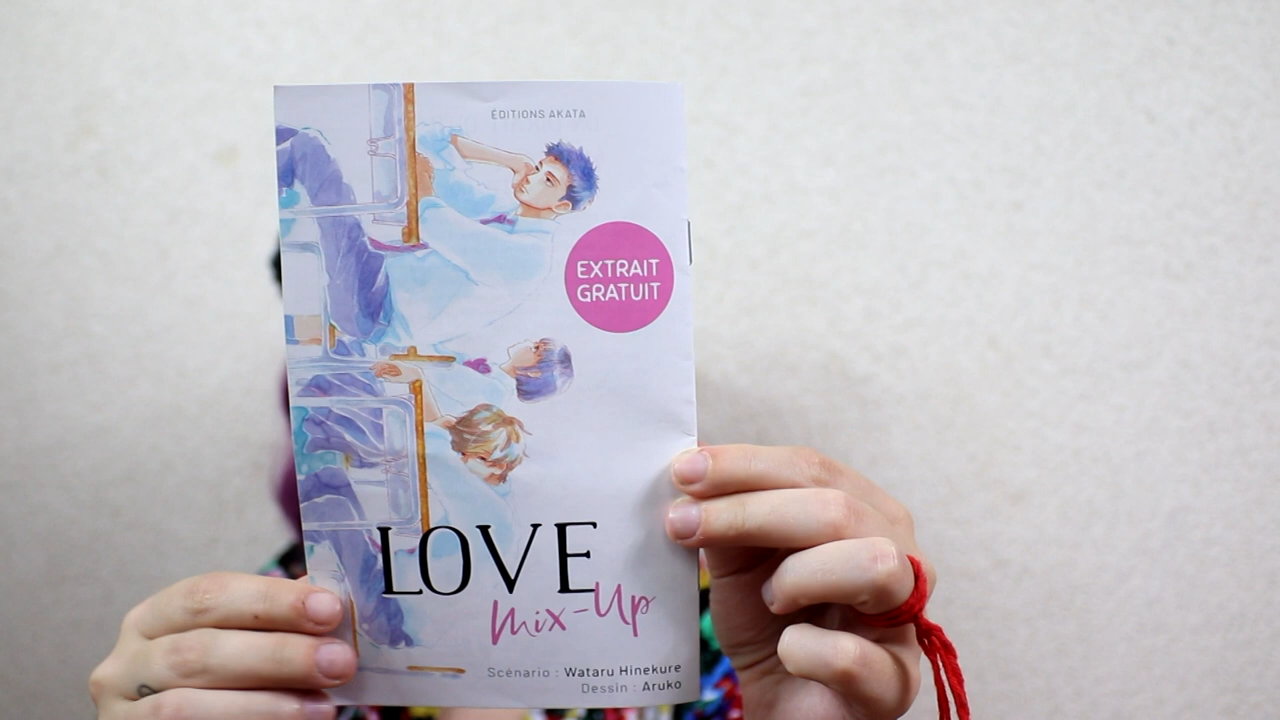 ÉDITIONS AKATA
EXTRAIT
GRATUIT
LOVE
Mix-Up
Scénario : Wataru Hinekure
Dessin : Aruko